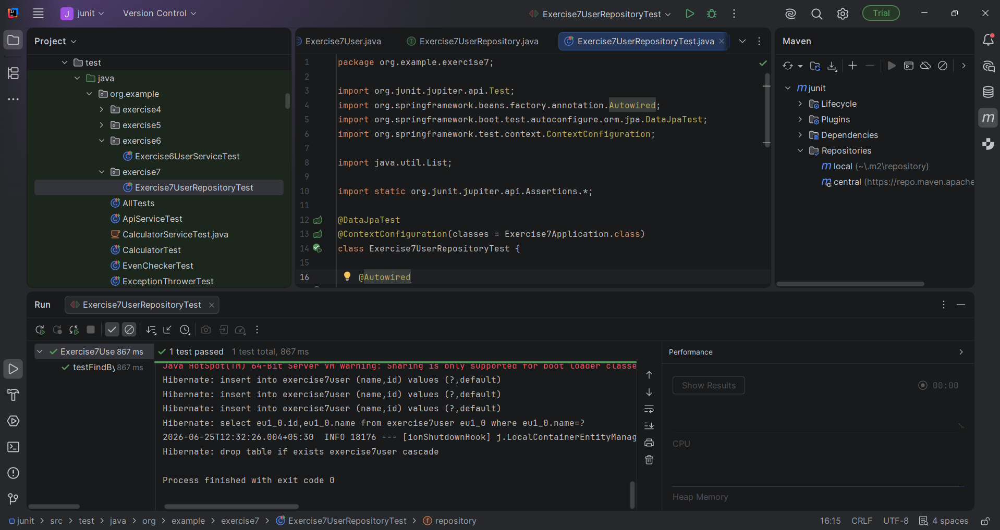 J junit
Version Control
Exercise7UserRepositoryTest
Trial
Project
test
java
org.example
exercise4
exercise5
exercise6
Exercise6UserServiceTest
exercise7
Exercise7UserRepositoryTest
AllTests
ApiServiceTest
CalculatorServiceTest.java
CalculatorTest
EvenCheckerTest
ExceptionThrowerTest
Exercise7User.java
Exercise7UserRepository.java
Exercise7UserRepositoryTest.java
1 package org.example.exercise7;
2
3 import org.junit.jupiter.api.Test;
4 import org.springframework.beans.factory.annotation.Autowired;
5 import org.springframework.boot.test.autoconfigure.orm.jpa.DataJpaTest;
6 import org.springframework.test.context.ContextConfiguration;
7
8 import java.util.List;
9
10 import static org.junit.jupiter.api.Assertions.*;
11
12 @DataJpaTest
13 @ContextConfiguration(classes = Exercise7Application.class)
14 class Exercise7UserRepositoryTest {
15
16 @Autowired
Maven
junit
Lifecycle
Plugins
Dependencies
Repositories
local (~\.m2\repository)
central (https://repo.maven.apache
Run
Exercise7UserRepositoryTest
Exercise7Use 867 ms
testFindBy 867 ms
1 test passed 1 test total, 867 ms
Java HotSpot(TM) 64-Bit Server VM warning: Sharing is only supported for boot loader classe
Hibernate: insert into exercise7user (name,id) values (?,default)
Hibernate: insert into exercise7user (name,id) values (?,default)
Hibernate: insert into exercise7user (name,id) values (?,default)
Hibernate: select eu1_0.id,eu1_0.name from exercise7user eu1_0 where eu1_0.name=?
2026-06-25T12:32:26.004+05:30  INFO 18176 --- [ionShutdownHook] j.LocalContainerEntityManag
Hibernate: drop table if exists exercise7user cascade
Process finished with exit code 0
Performance
Show Results
00:00
CPU
Heap Memory
junit > src > test > java > org > example > exercise7 > Exercise7UserRepositoryTest > repository
16:15 CRLF UTF-8 4 spaces